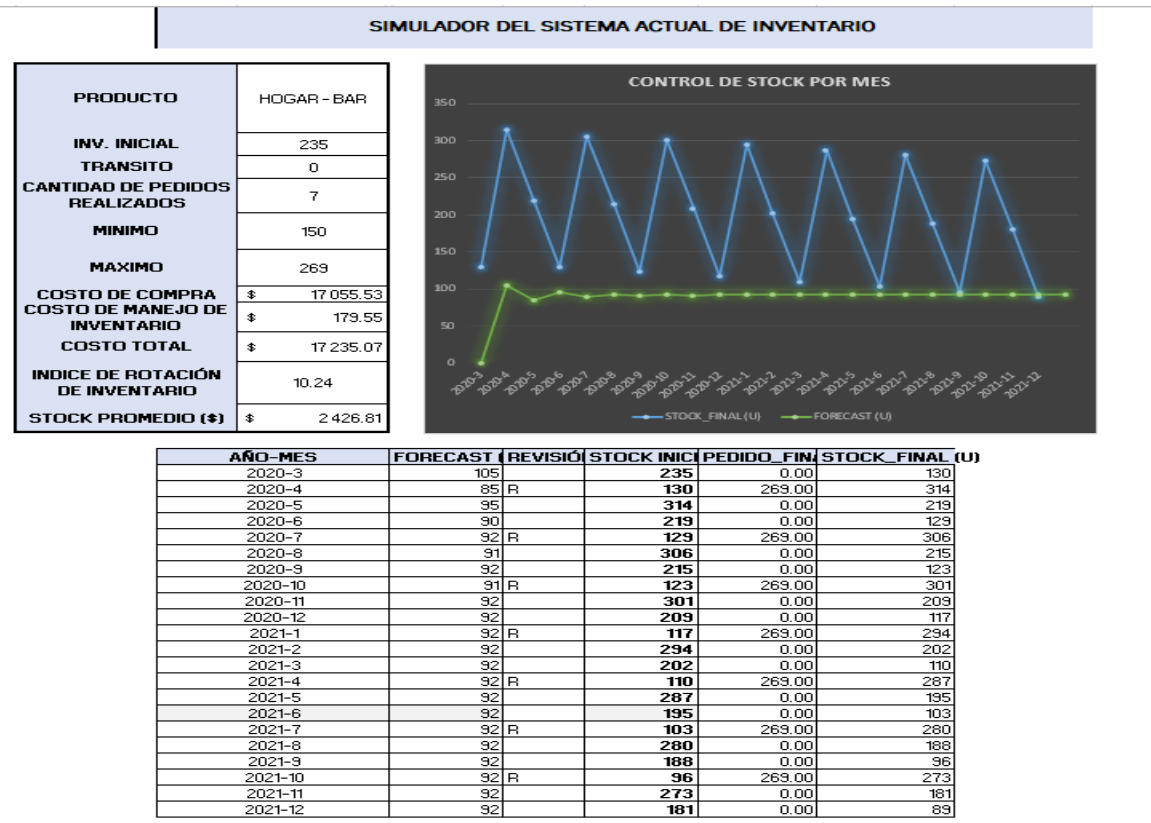 SIMULADOR DEL SISTEMA ACTUAL DE INVENTARIO
PRODUCTO HOGAR - BAR
INV. INICIAL 235
TRANSITO 0
CANTIDAD DE PEDIDOS
REALIZADOS 7
MINIMO 150
MAXIMO 269
COSTO DE COMPRA $ 17 055.53
COSTO DE MANEJO DE
INVENTARIO $ 179.55
COSTO TOTAL $ 17 235.07
INDICE DE ROTACIÓN
DE INVENTARIO 10.24
STOCK PROMEDIO ($) $ 2 426.81
CONTROL DE STOCK POR MES
350
300
250
200
150
100
50
0
2020-3 2020-4 2020-5 2020-6 2020-7 2020-8 2020-9 2020-10 2020-11 2020-12 2021-1 2021-2 2021-3 2021-4 2021-5 2021-6 2021-7 2021-8 2021-9 2021-10 2021-11 2021-12
STOCK_FINAL (U) FORECAST (U)
AÑO-MES FORECAST ( REVISIÓ STOCK INICI PEDIDO_FIN STOCK_FINAL (U)
2020-3 105 235 0.00 130
2020-4 85 R 130 269.00 314
2020-5 95 314 0.00 219
2020-6 90 219 0.00 129
2020-7 92 R 129 269.00 306
2020-8 91 306 0.00 215
2020-9 92 215 0.00 123
2020-10 91 R 123 269.00 301
2020-11 92 301 0.00 209
2020-12 92 209 0.00 117
2021-1 92 R 117 269.00 294
2021-2 92 294 0.00 202
2021-3 92 202 0.00 110
2021-4 92 R 110 269.00 287
2021-5 92 287 0.00 195
2021-6 92 195 0.00 103
2021-7 92 R 103 269.00 280
2021-8 92 280 0.00 188
2021-9 92 188 0.00 96
2021-10 92 R 96 269.00 273
2021-11 92 273 0.00 181
2021-12 92 181 0.00 89